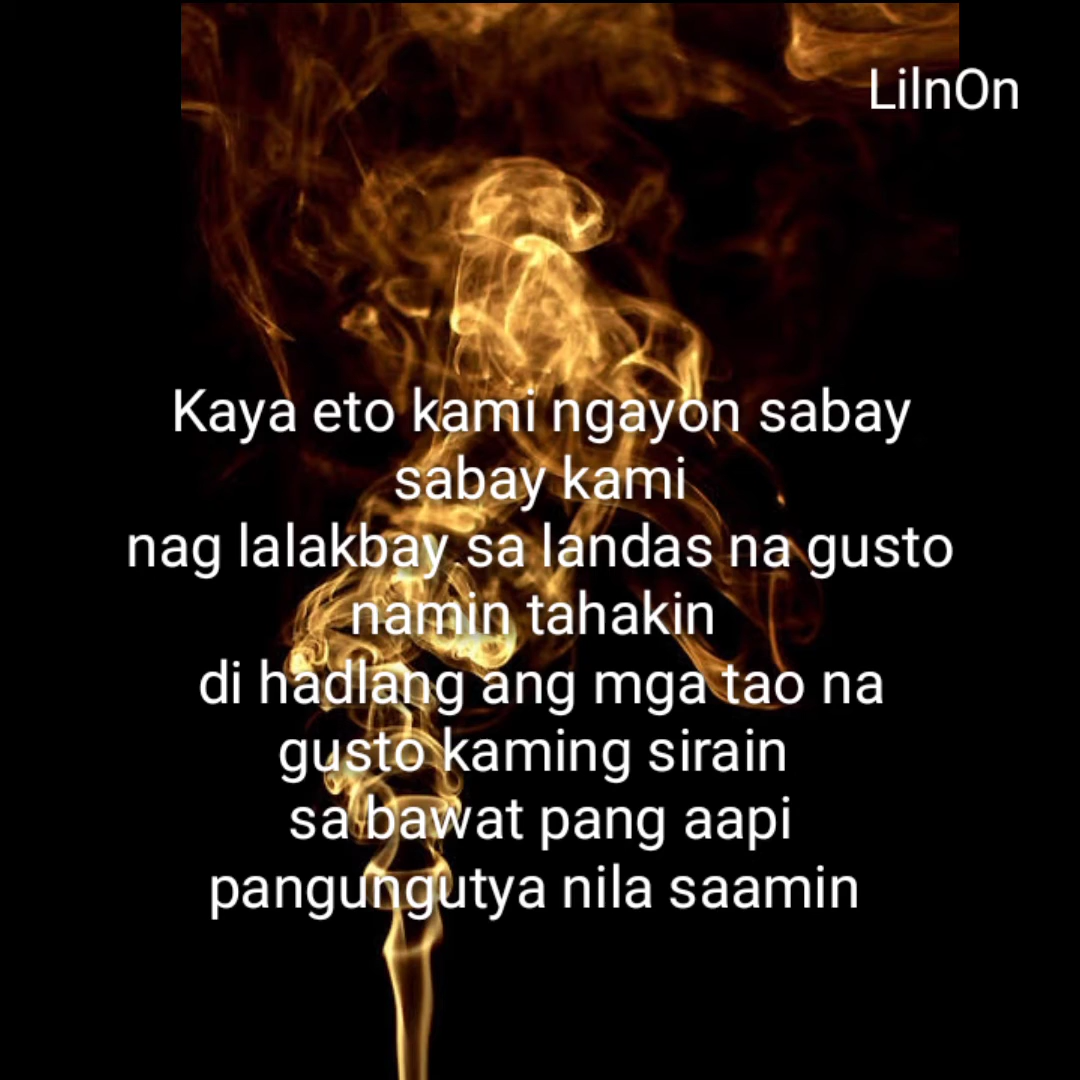 LilnOn
Kaya eto kami ngayon sabay
sabay kami
nag lalakbay sa landas na gusto
namin tahakin
di hadlang ang mga tao na
gusto kaming sirain
sa bawat pang aapi
pangungutya nila saamin